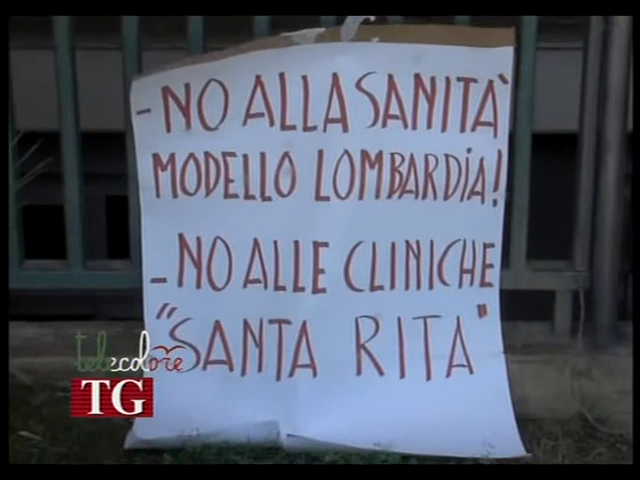 - NO ALLA SANITÀ
MODELLO LOMBARDIA!
- NO ALLE CLINICHE
"SANTA RITA"
telecolore
TG